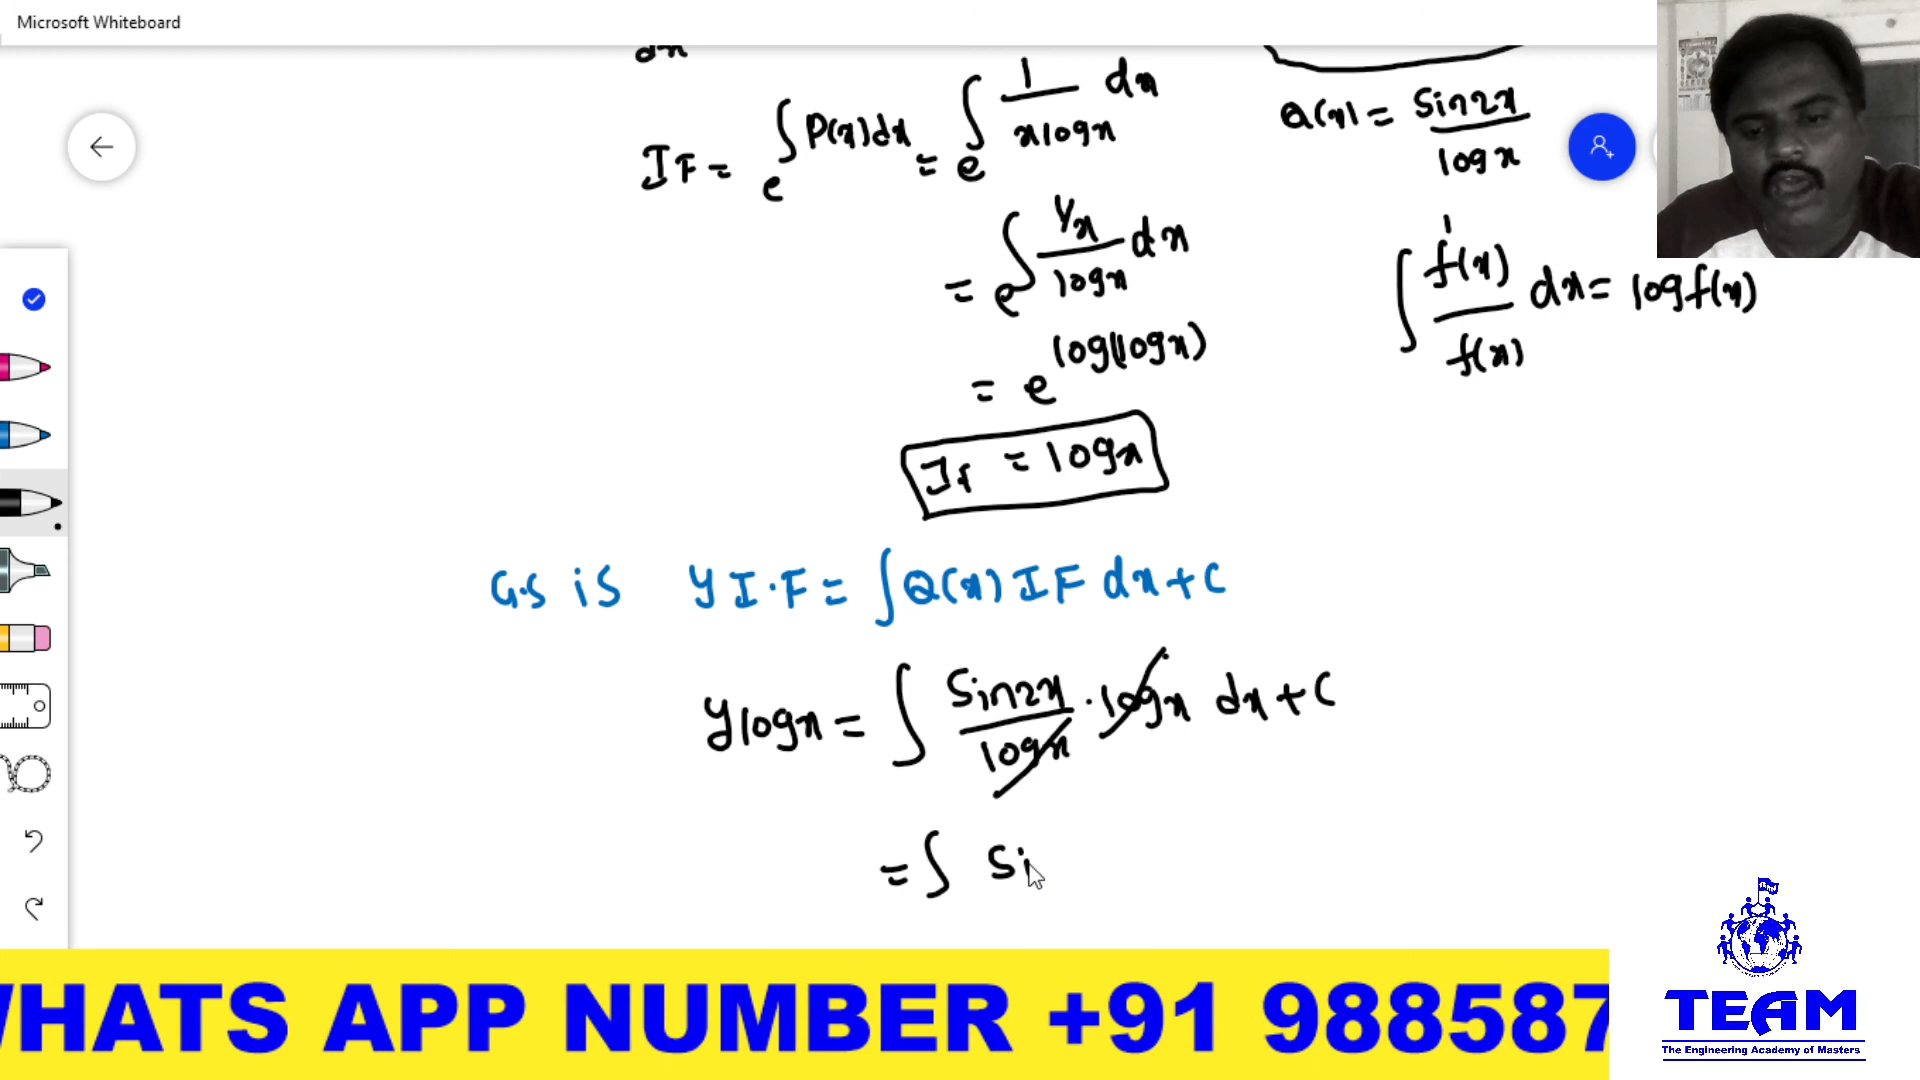 Microsoft Whiteboard
dx
IF = e^∫P(x)dx = e^∫ 1/(x log x) dx
Q(x) = Sin2x/log x
= e^∫ (1/x)/(log x) dx
∫ f'(x)/f(x) dx = log f(x)
= e^log(log x)
If = log x
G.S is y I.F = ∫ Q(x) IF dx + C
y log x = ∫ Sin2x/log x · log x dx + C
= ∫ Si
WHATS APP NUMBER +91 988587
TEAM
The Engineering Academy of Masters